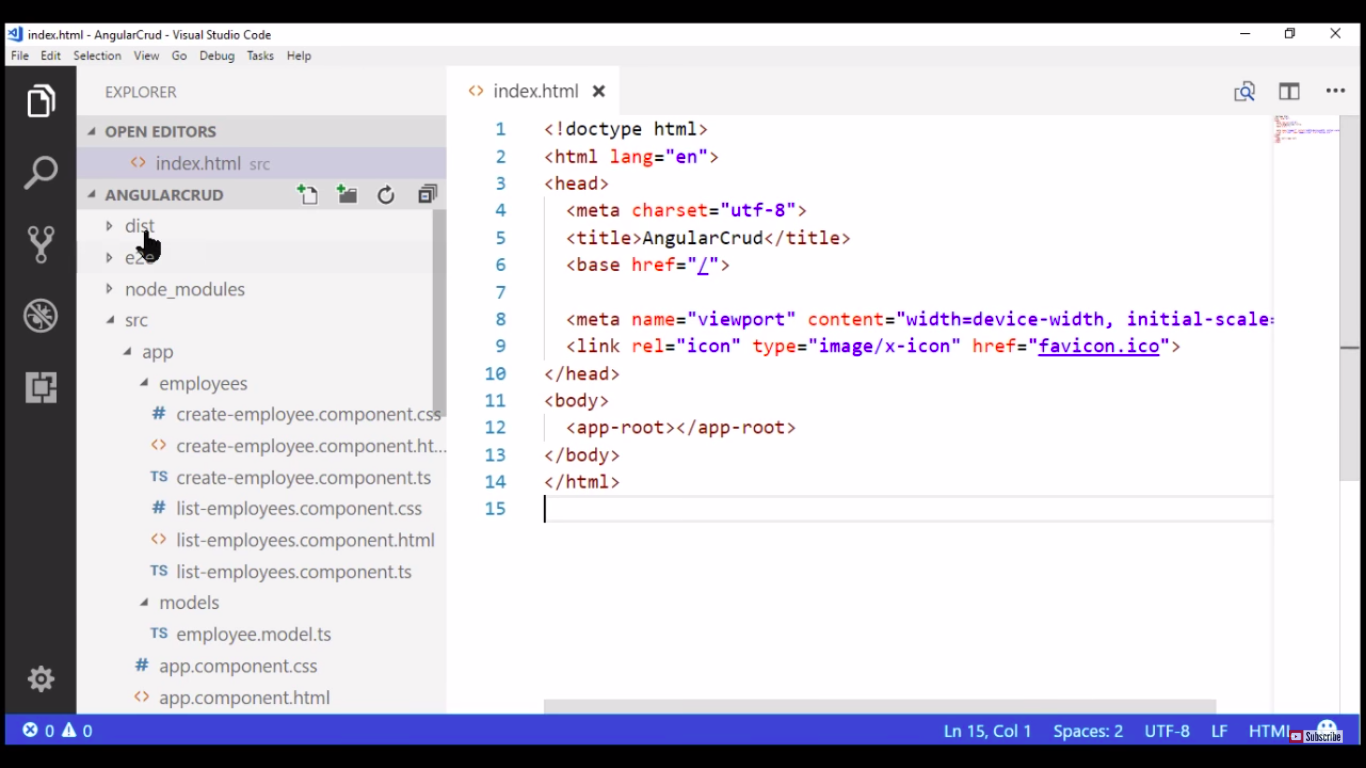 index.html - AngularCrud - Visual Studio Code
File Edit Selection View Go Debug Tasks Help
EXPLORER
OPEN EDITORS
index.html src
ANGULARCRUD
dist
e2e
node_modules
src
app
employees
create-employee.component.css
create-employee.component.ht...
create-employee.component.ts
list-employees.component.css
list-employees.component.html
list-employees.component.ts
models
employee.model.ts
app.component.css
app.component.html
index.html
1 <!doctype html>
2 <html lang="en">
3 <head>
4 <meta charset="utf-8">
5 <title>AngularCrud</title>
6 <base href="/">
7
8 <meta name="viewport" content="width=device-width, initial-scale=
9 <link rel="icon" type="image/x-icon" href="favicon.ico">
10 </head>
11 <body>
12 <app-root></app-root>
13 </body>
14 </html>
15
0 0 Ln 15, Col 1 Spaces: 2 UTF-8 LF HTML
Subscribe